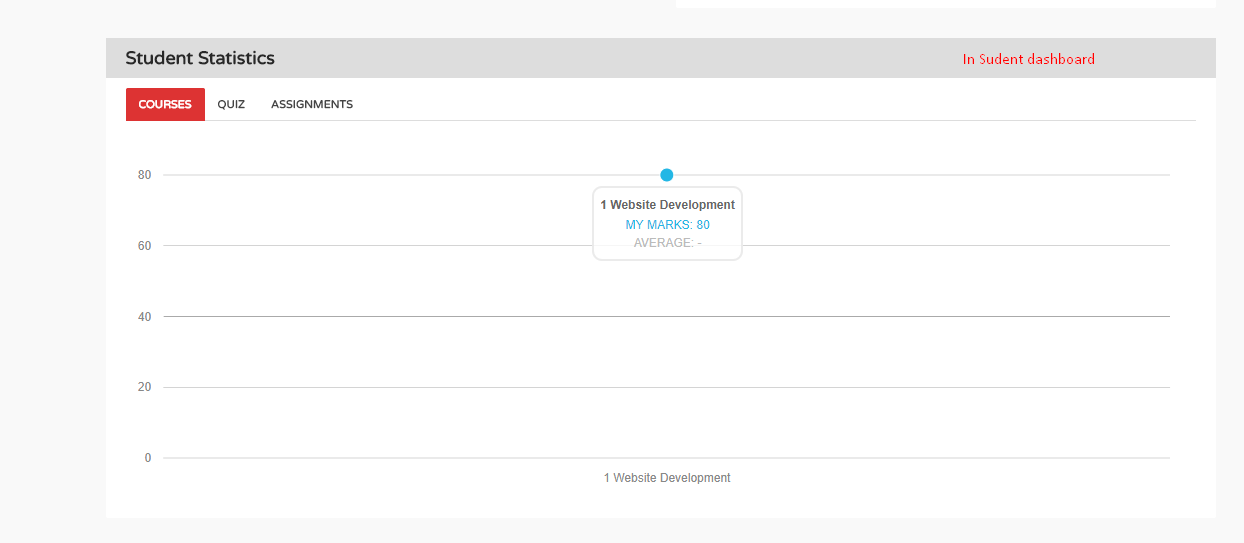 Student Statistics
In Sudent dashboard
COURSES QUIZ ASSIGNMENTS
80
1 Website Development
MY MARKS: 80
AVERAGE: -
60
40
20
0
1 Website Development